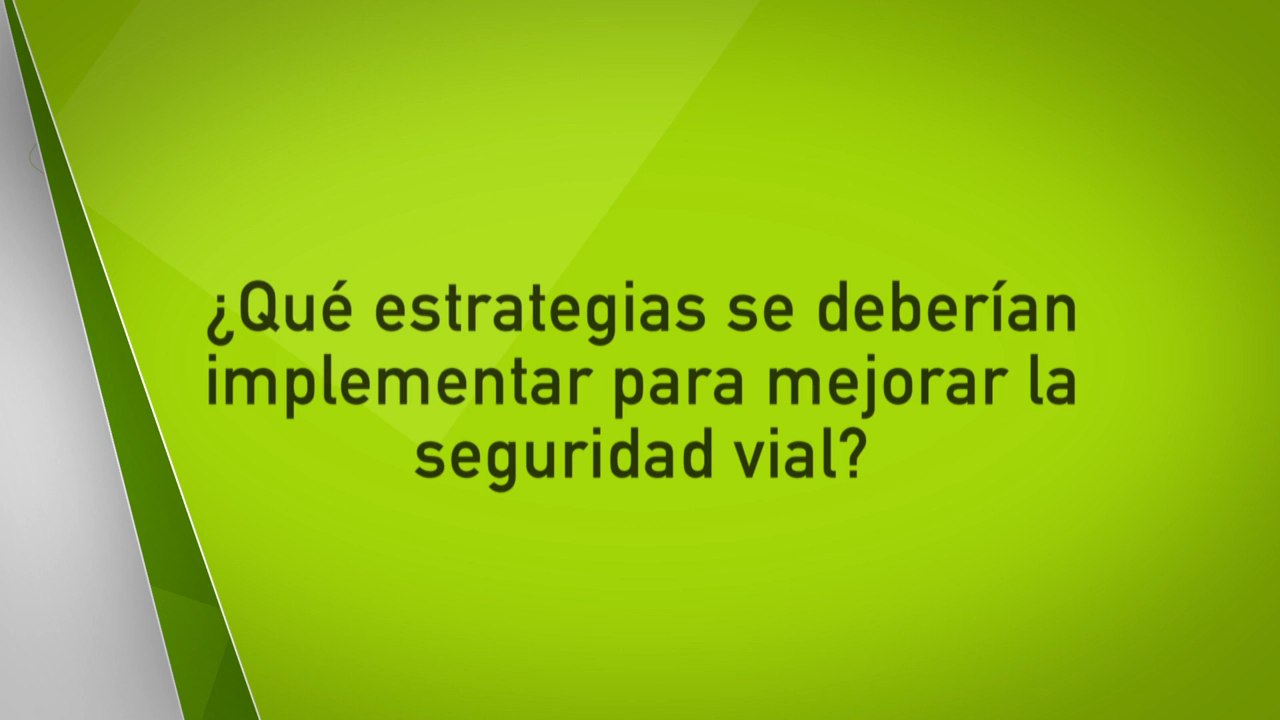 ¿Qué estrategias se deberían
implementar para mejorar la
seguridad vial?